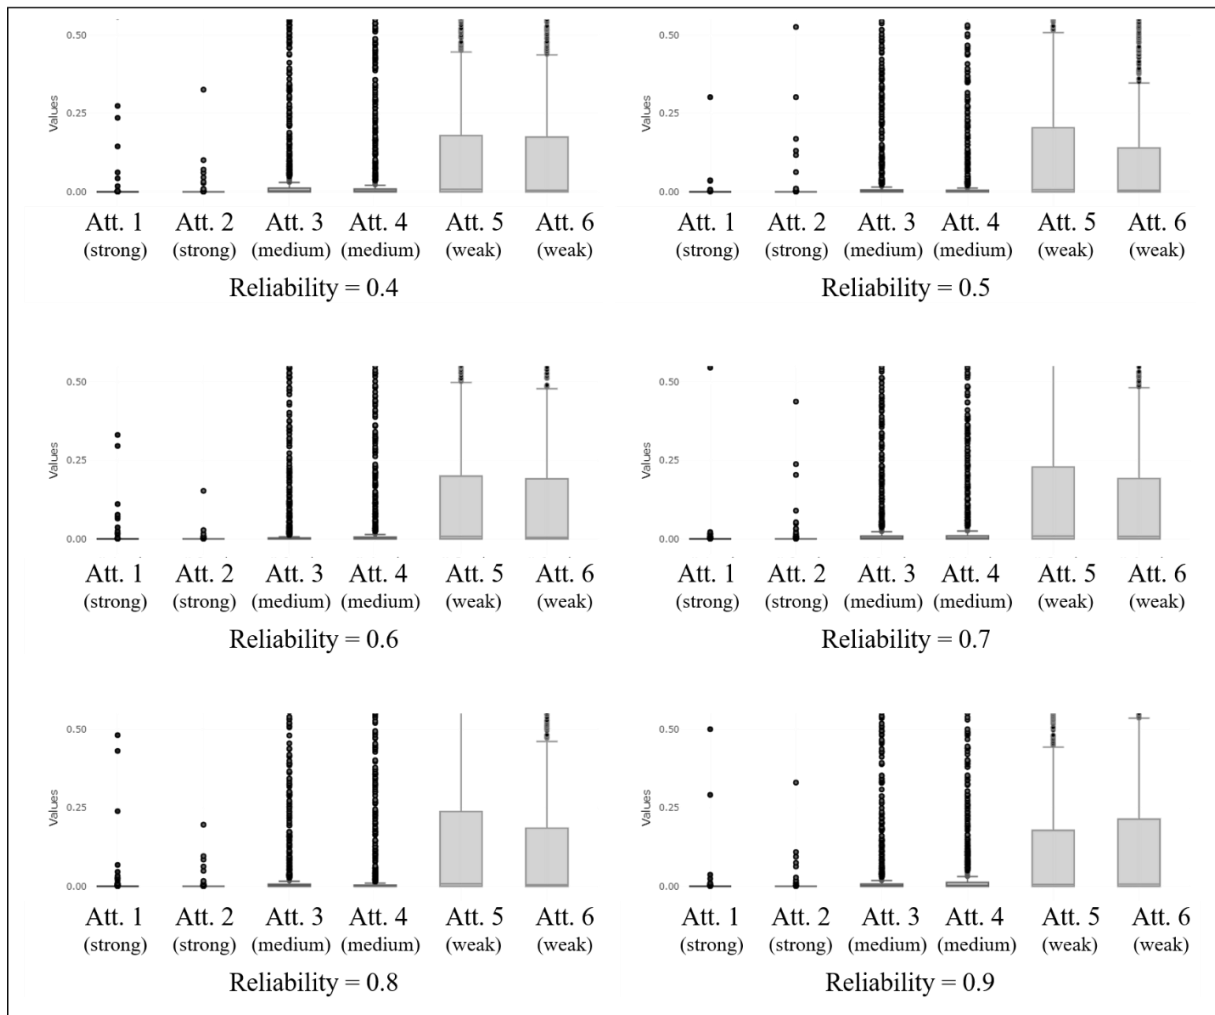 0.50
0.25
0.00
Values
Att. 1 Att. 2 Att. 3 Att. 4 Att. 5 Att. 6
(strong) (strong) (medium) (medium) (weak) (weak)
Reliability = 0.4
0.50
0.25
0.00
Values
Att. 1 Att. 2 Att. 3 Att. 4 Att. 5 Att. 6
(strong) (strong) (medium) (medium) (weak) (weak)
Reliability = 0.5
0.50
0.25
0.00
Values
Att. 1 Att. 2 Att. 3 Att. 4 Att. 5 Att. 6
(strong) (strong) (medium) (medium) (weak) (weak)
Reliability = 0.6
0.50
0.25
0.00
Values
Att. 1 Att. 2 Att. 3 Att. 4 Att. 5 Att. 6
(strong) (strong) (medium) (medium) (weak) (weak)
Reliability = 0.7
0.50
0.25
0.00
Values
Att. 1 Att. 2 Att. 3 Att. 4 Att. 5 Att. 6
(strong) (strong) (medium) (medium) (weak) (weak)
Reliability = 0.8
0.50
0.25
0.00
Values
Att. 1 Att. 2 Att. 3 Att. 4 Att. 5 Att. 6
(strong) (strong) (medium) (medium) (weak) (weak)
Reliability = 0.9